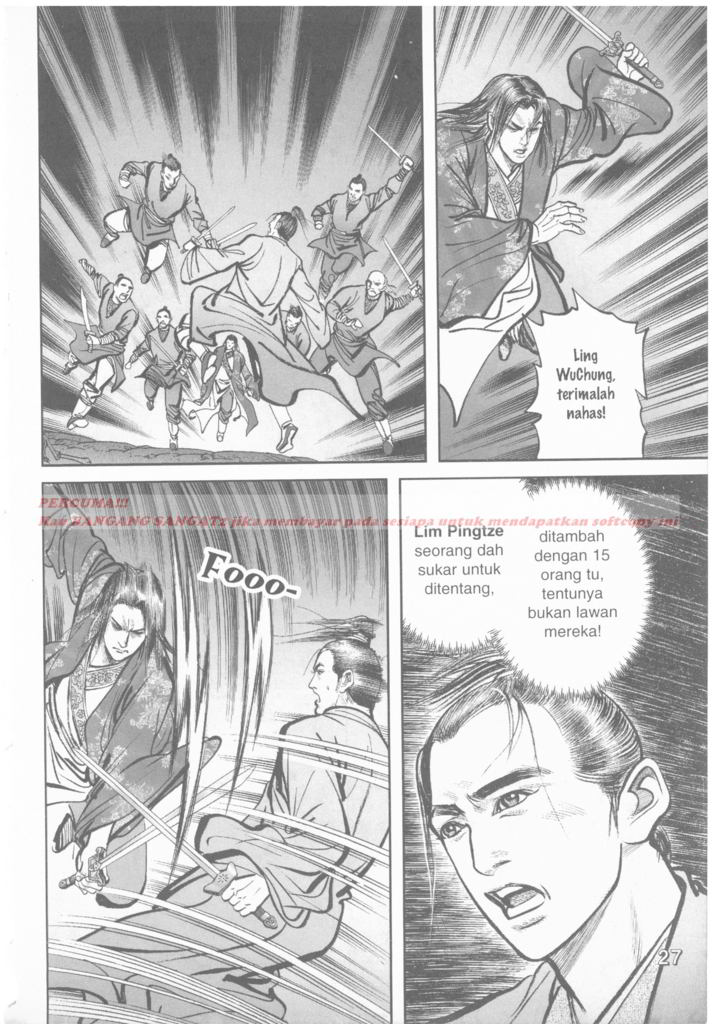 Ling
WuChung,
terimalah
nahas!
PERCUMA!!!
Kau BANGANG SANGATz jika membayar pada sesiapa untuk mendapatkan softcopy ini
Fooo-
Lim Pingtze
seorang dah
sukar untuk
ditentang,
ditambah
dengan 15
orang tu,
tentunya
bukan lawan
mereka!
27